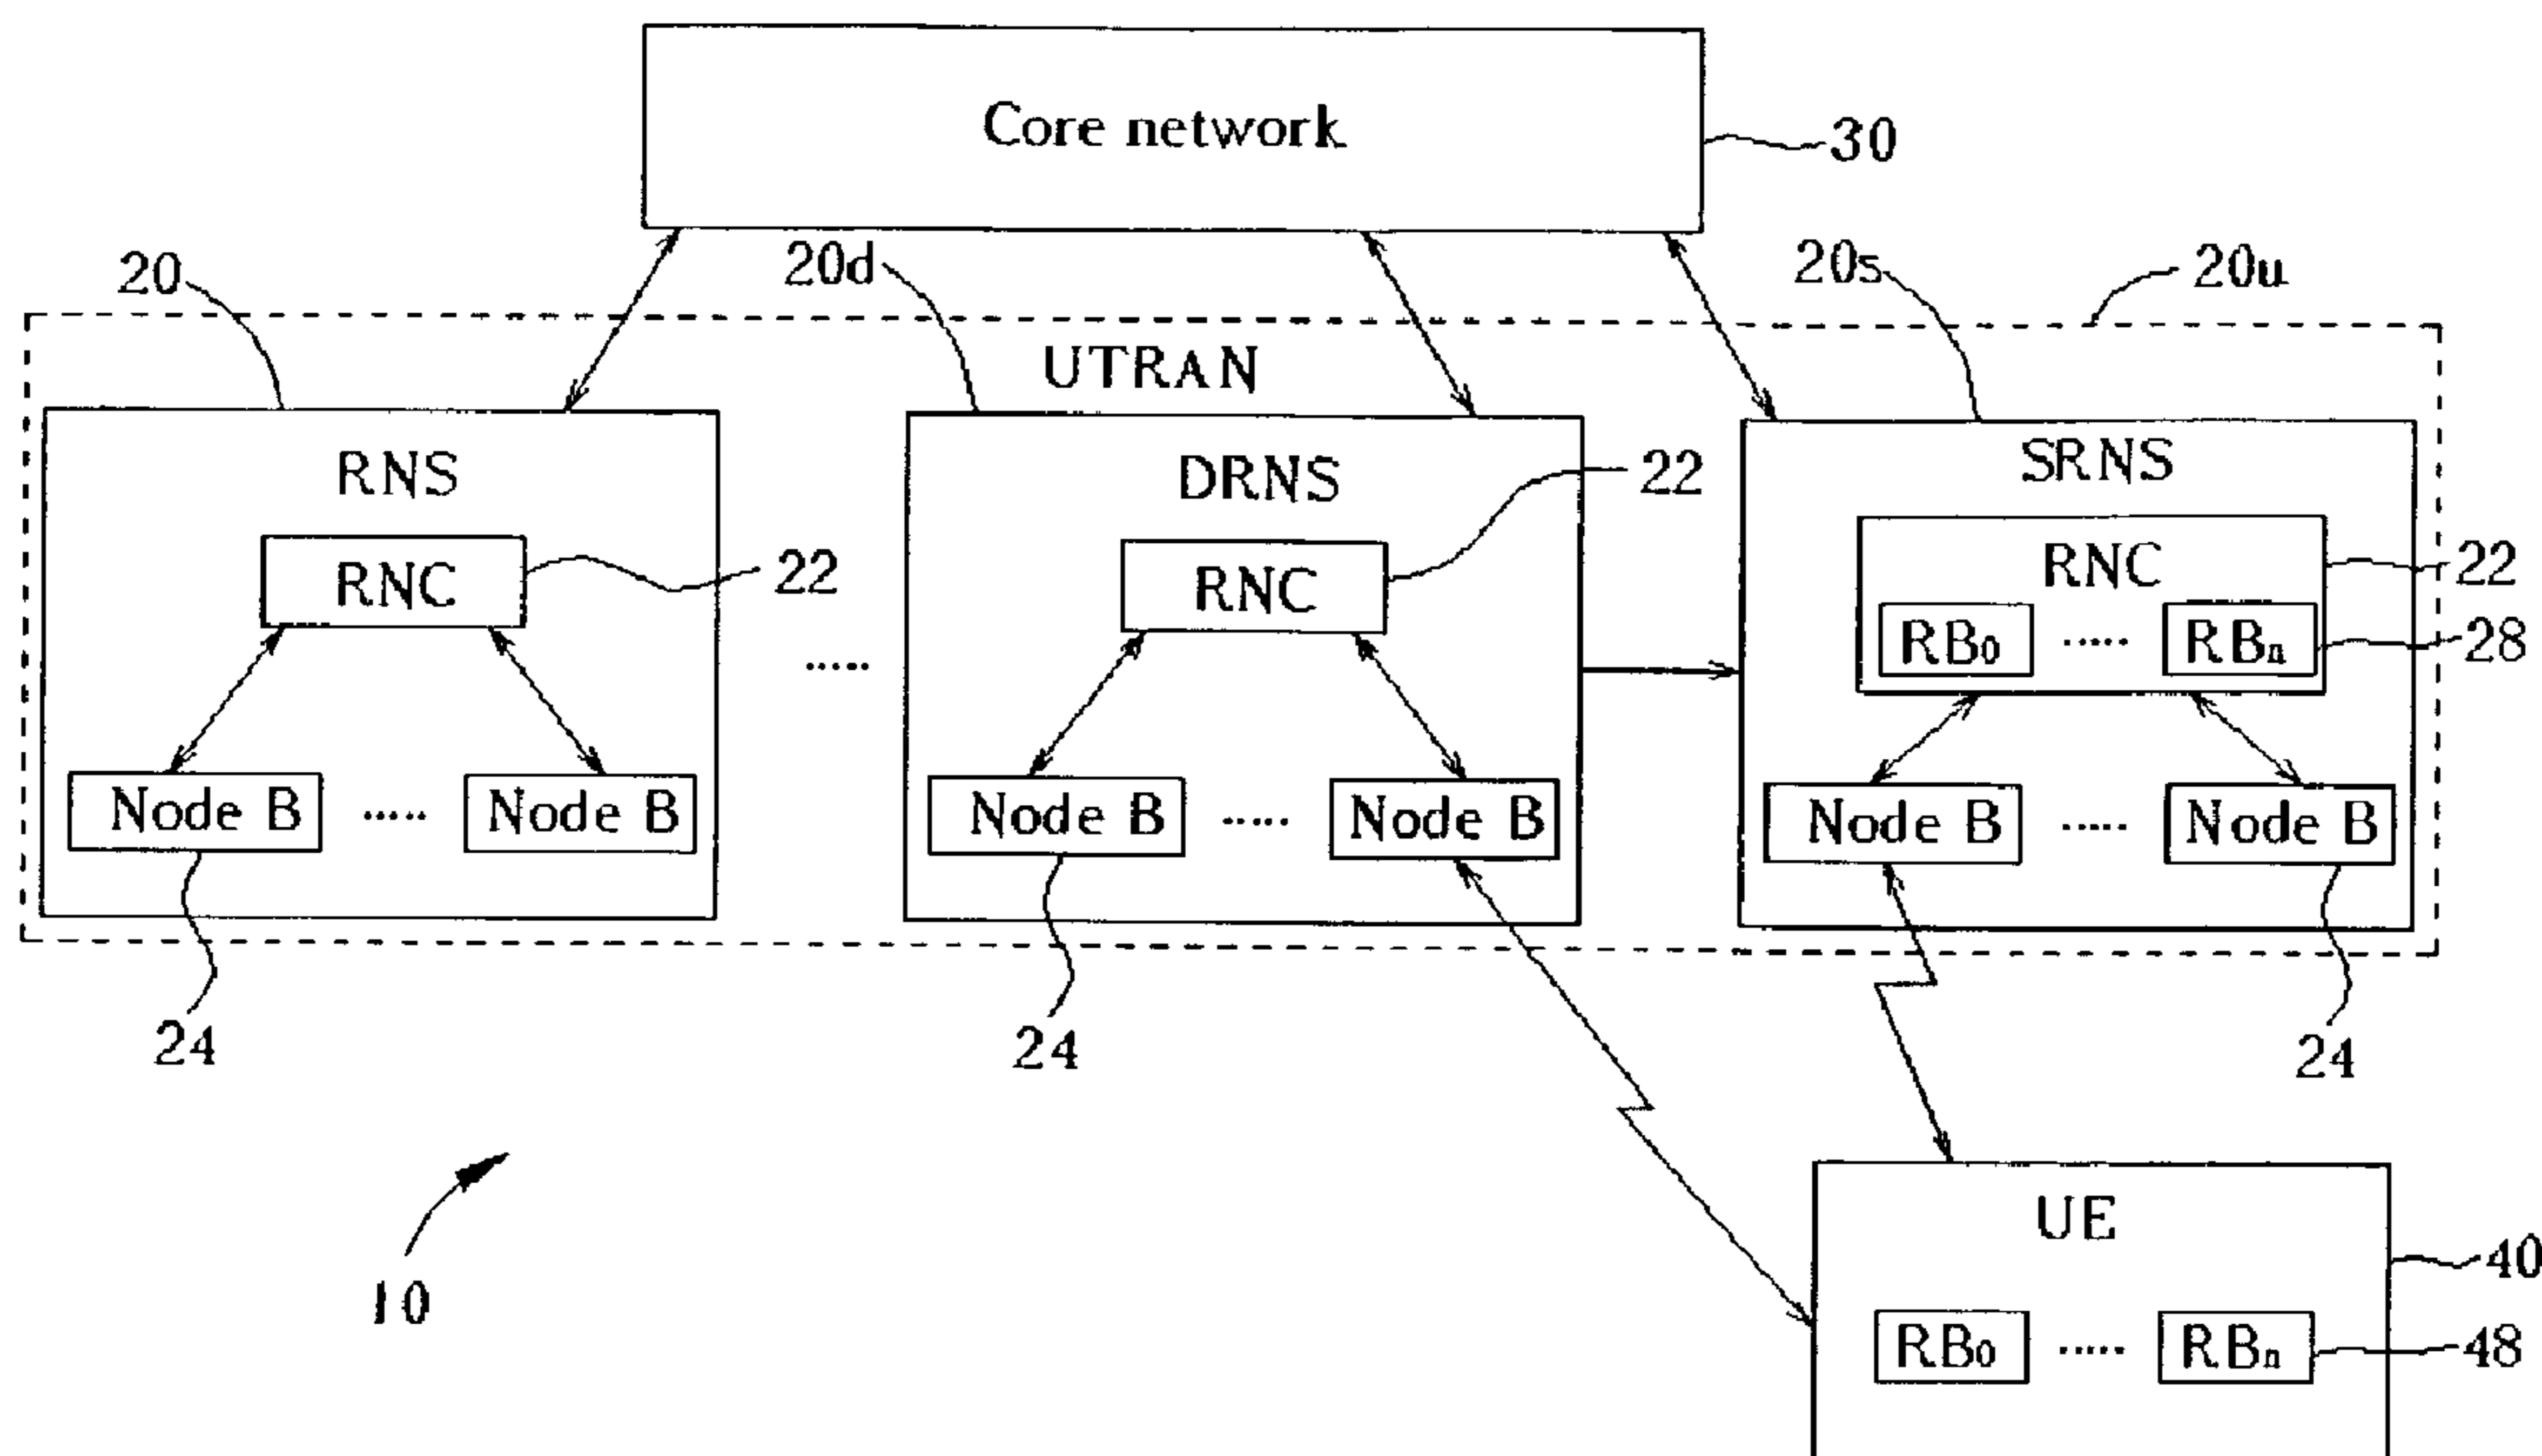 Core network
30
20
20d
20s
20u
UTRAN
RNS
DRNS
SRNS
RNC
22
RNC
22
RNC
22
RB0 ..... RBn
28
.....
Node B ..... Node B
Node B ..... Node B
Node B ..... Node B
24
24
24
10
UE
40
RB0 ..... RBn
48